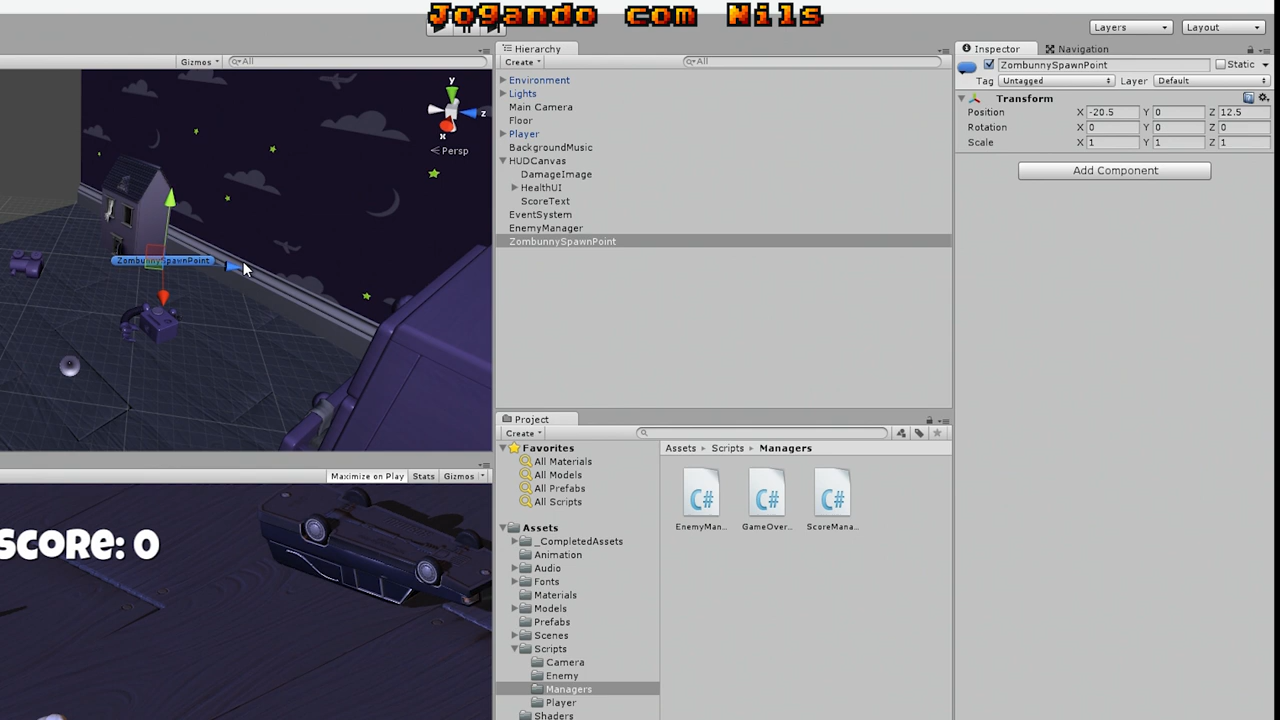 Jogando com Nils
Layers
Layout
Gizmos
All
y
z
x
Persp
ZombunnySpawnPoint
Maximize on Play
Stats
Gizmos
SCORE: 0
Hierarchy
Create
All
Environment
Lights
Main Camera
Floor
Player
BackgroundMusic
HUDCanvas
DamageImage
HealthUI
ScoreText
EventSystem
EnemyManager
ZombunnySpawnPoint
Project
Create
Favorites
All Materials
All Models
All Prefabs
All Scripts
Assets
_CompletedAssets
Animation
Audio
Fonts
Materials
Models
Prefabs
Scenes
Scripts
Camera
Enemy
Managers
Player
Shaders
Assets Scripts Managers
C# C# C#
EnemyMan... GameOver... ScoreMana...
Inspector Navigation
ZombunnySpawnPoint Static
Tag Untagged Layer Default
Transform
Position X -20.5 Y 0 Z 12.5
Rotation X 0 Y 0 Z 0
Scale X 1 Y 1 Z 1
Add Component